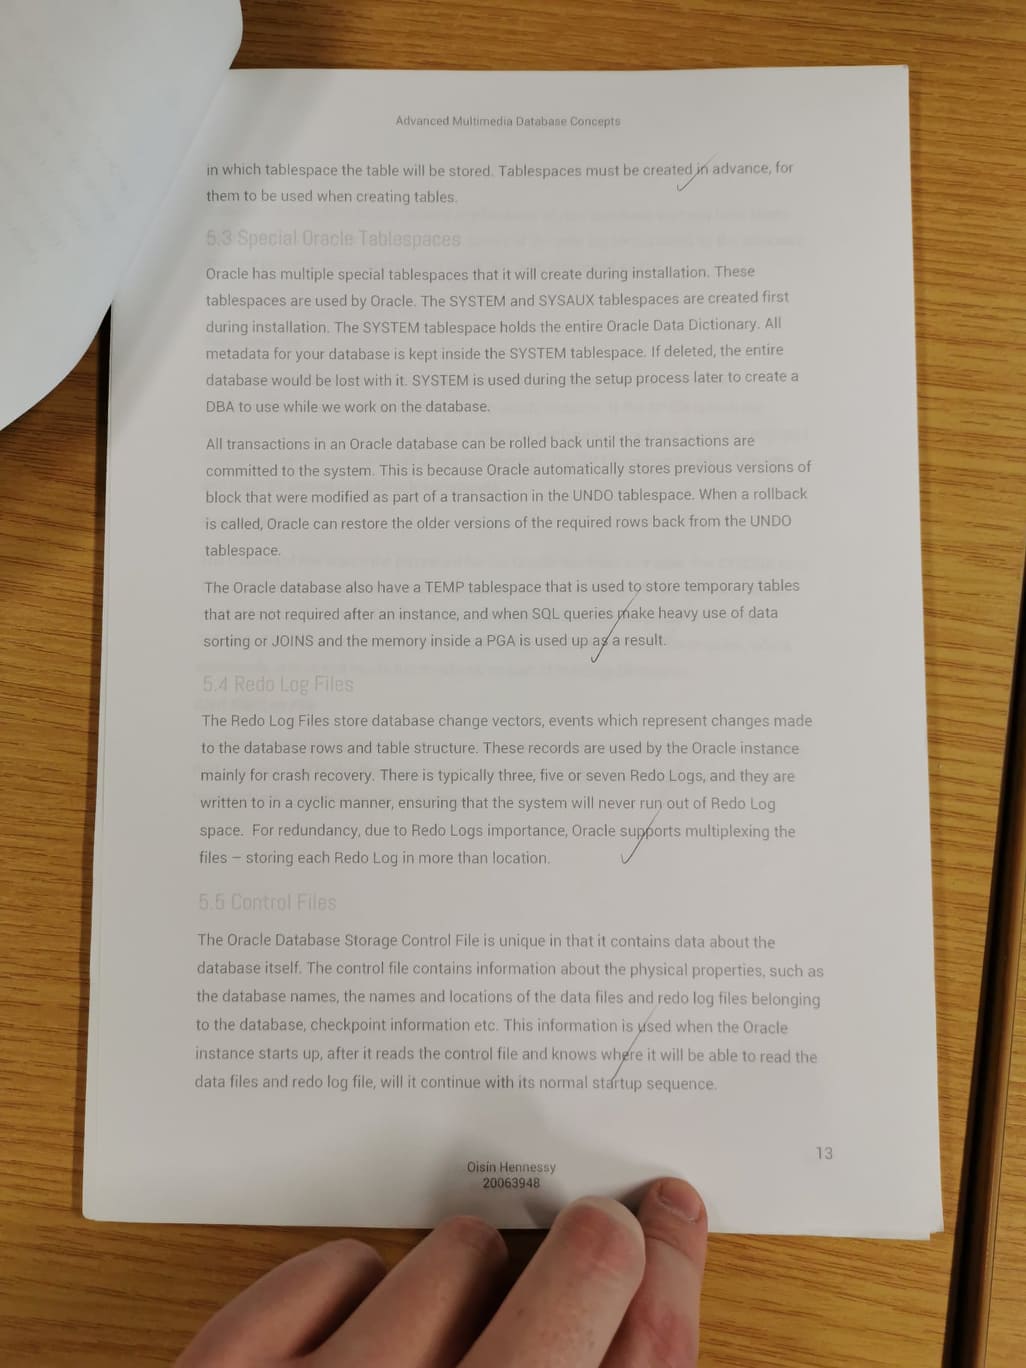 Advanced Multimedia Database Concepts
in which tablespace the table will be stored. Tablespaces must be created in advance, for
them to be used when creating tables.
5.3 Special Oracle Tablespaces
Oracle has multiple special tablespaces that it will create during installation. These
tablespaces are used by Oracle. The SYSTEM and SYSAUX tablespaces are created first
during installation. The SYSTEM tablespace holds the entire Oracle Data Dictionary. All
metadata for your database is kept inside the SYSTEM tablespace. If deleted, the entire
database would be lost with it. SYSTEM is used during the setup process later to create a
DBA to use while we work on the database.
All transactions in an Oracle database can be rolled back until the transactions are
committed to the system. This is because Oracle automatically stores previous versions of
block that were modified as part of a transaction in the UNDO tablespace. When a rollback
is called, Oracle can restore the older versions of the required rows back from the UNDO
tablespace.
The Oracle database also have a TEMP tablespace that is used to store temporary tables
that are not required after an instance, and when SQL queries make heavy use of data
sorting or JOINS and the memory inside a PGA is used up as a result.
5.4 Redo Log Files
The Redo Log Files store database change vectors, events which represent changes made
to the database rows and table structure. These records are used by the Oracle instance
mainly for crash recovery. There is typically three, five or seven Redo Logs, and they are
written to in a cyclic manner, ensuring that the system will never run out of Redo Log
space.  For redundancy, due to Redo Logs importance, Oracle supports multiplexing the
files – storing each Redo Log in more than location.
5.5 Control Files
The Oracle Database Storage Control File is unique in that it contains data about the
database itself. The control file contains information about the physical properties, such as
the database names, the names and locations of the data files and redo log files belonging
to the database, checkpoint information etc. This information is used when the Oracle
instance starts up, after it reads the control file and knows where it will be able to read the
data files and redo log file, will it continue with its normal startup sequence.
13
Oisin Hennessy
20063948